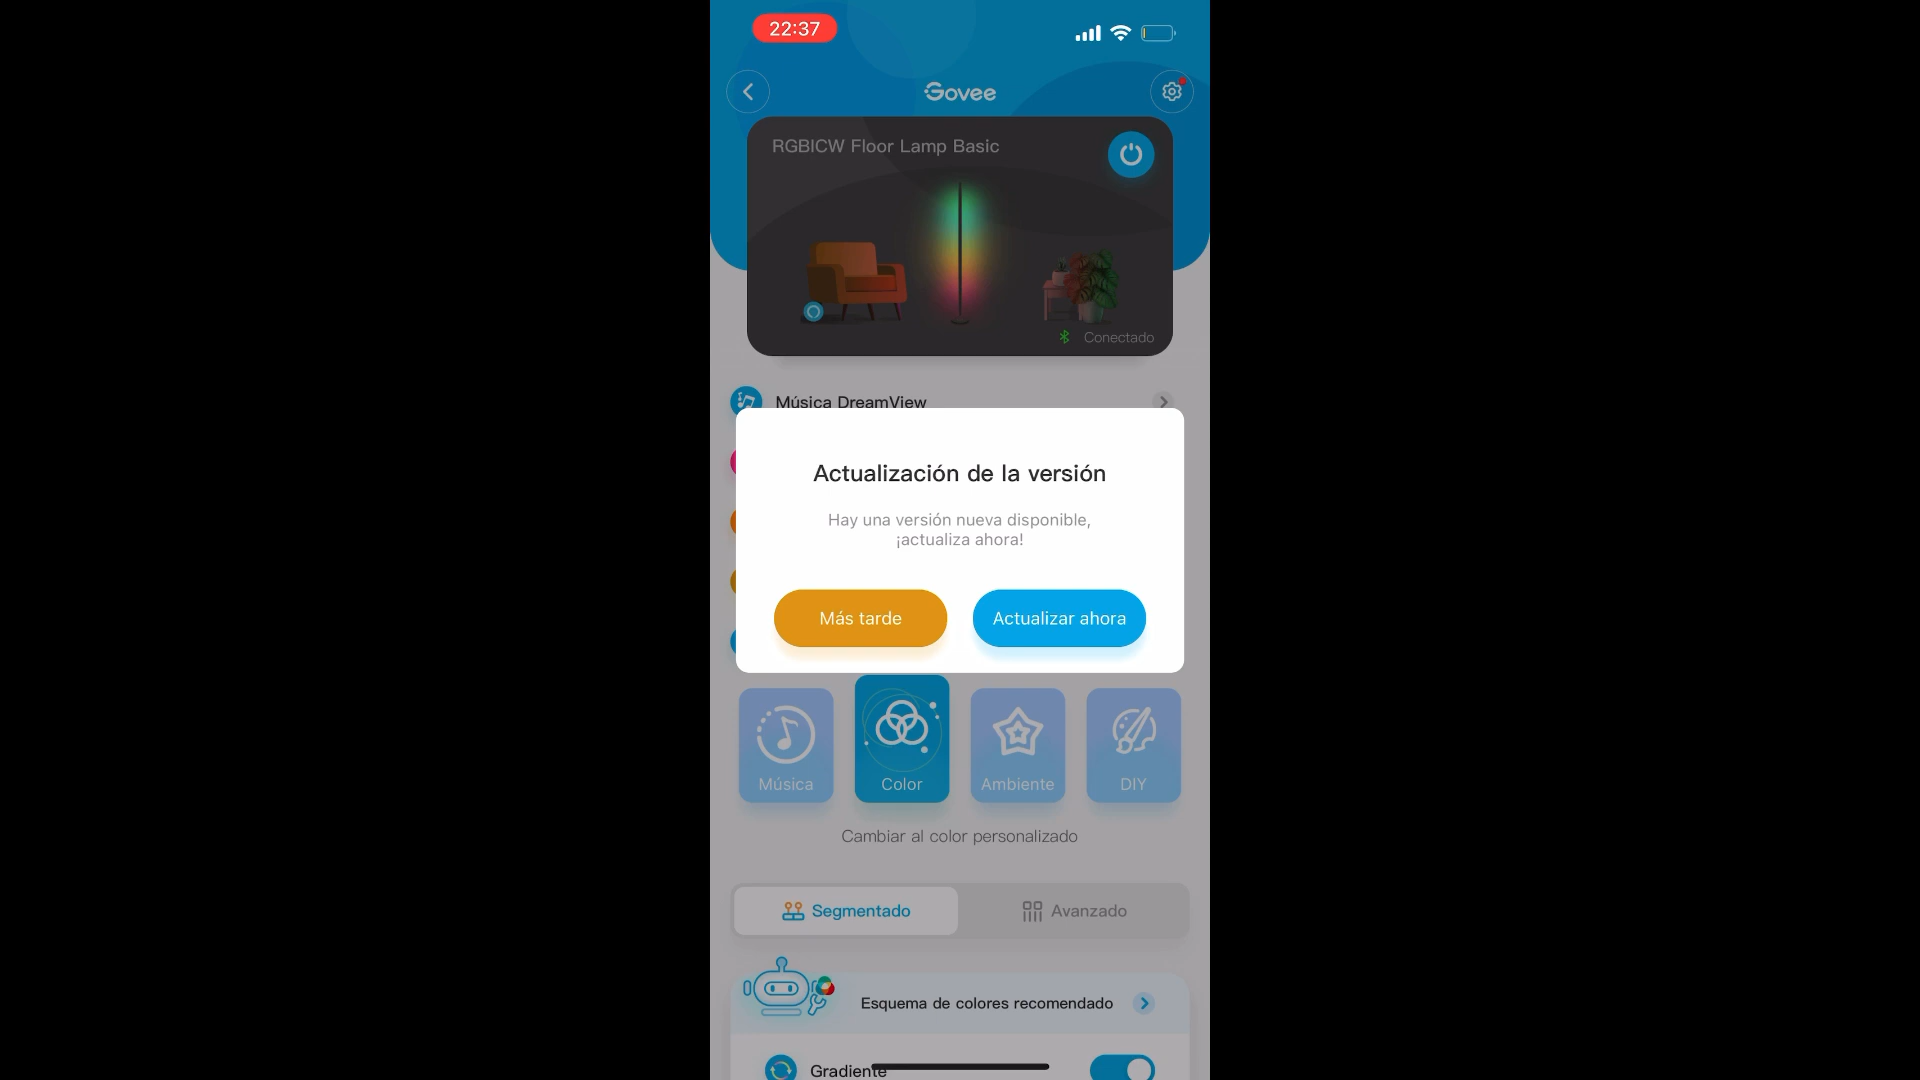 22:37
Govee
RGBICW Floor Lamp Basic
Conectado
Música DreamView
Actualización de la versión
Hay una versión nueva disponible,
¡actualiza ahora!
Más tarde
Actualizar ahora
Música
Color
Ambiente
DIY
Cambiar al color personalizado
Segmentado
Avanzado
Esquema de colores recomendado
Gradiente